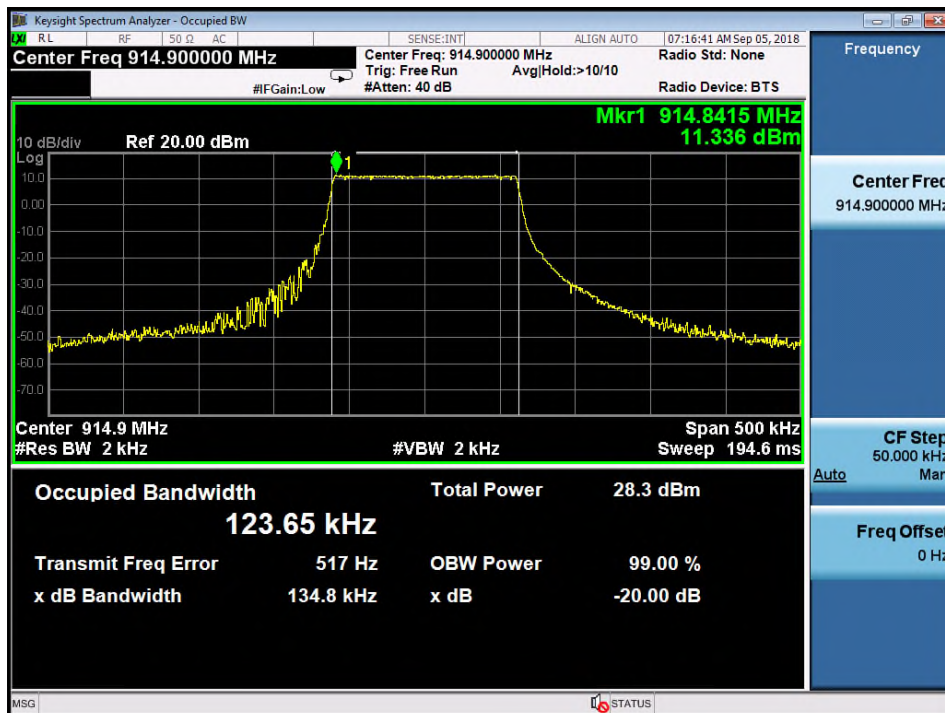 Keysight Spectrum Analyzer - Occupied BW
LXI RL RF 50 Ω AC SENSE:INT ALIGN AUTO 07:16:41 AM Sep 05, 2018
Center Freq 914.900000 MHz
Center Freq: 914.900000 MHz Radio Std: None
Trig: Free Run Avg|Hold:>10/10
#IFGain:Low #Atten: 40 dB Radio Device: BTS
Mkr1 914.8415 MHz
11.336 dBm
10 dB/div Ref 20.00 dBm
Log
1
10.0
0.00
-10.0
-20.0
-30.0
-40.0
-50.0
-60.0
-70.0
Center 914.9 MHz Span 500 kHz
#Res BW 2 kHz #VBW 2 kHz Sweep 194.6 ms
Occupied Bandwidth Total Power 28.3 dBm
123.65 kHz
Transmit Freq Error 517 Hz OBW Power 99.00 %
x dB Bandwidth 134.8 kHz x dB -20.00 dB
MSG STATUS
Frequency
Center Freq
914.900000 MHz
CF Step
50.000 kHz
Auto Man
Freq Offset
0 Hz